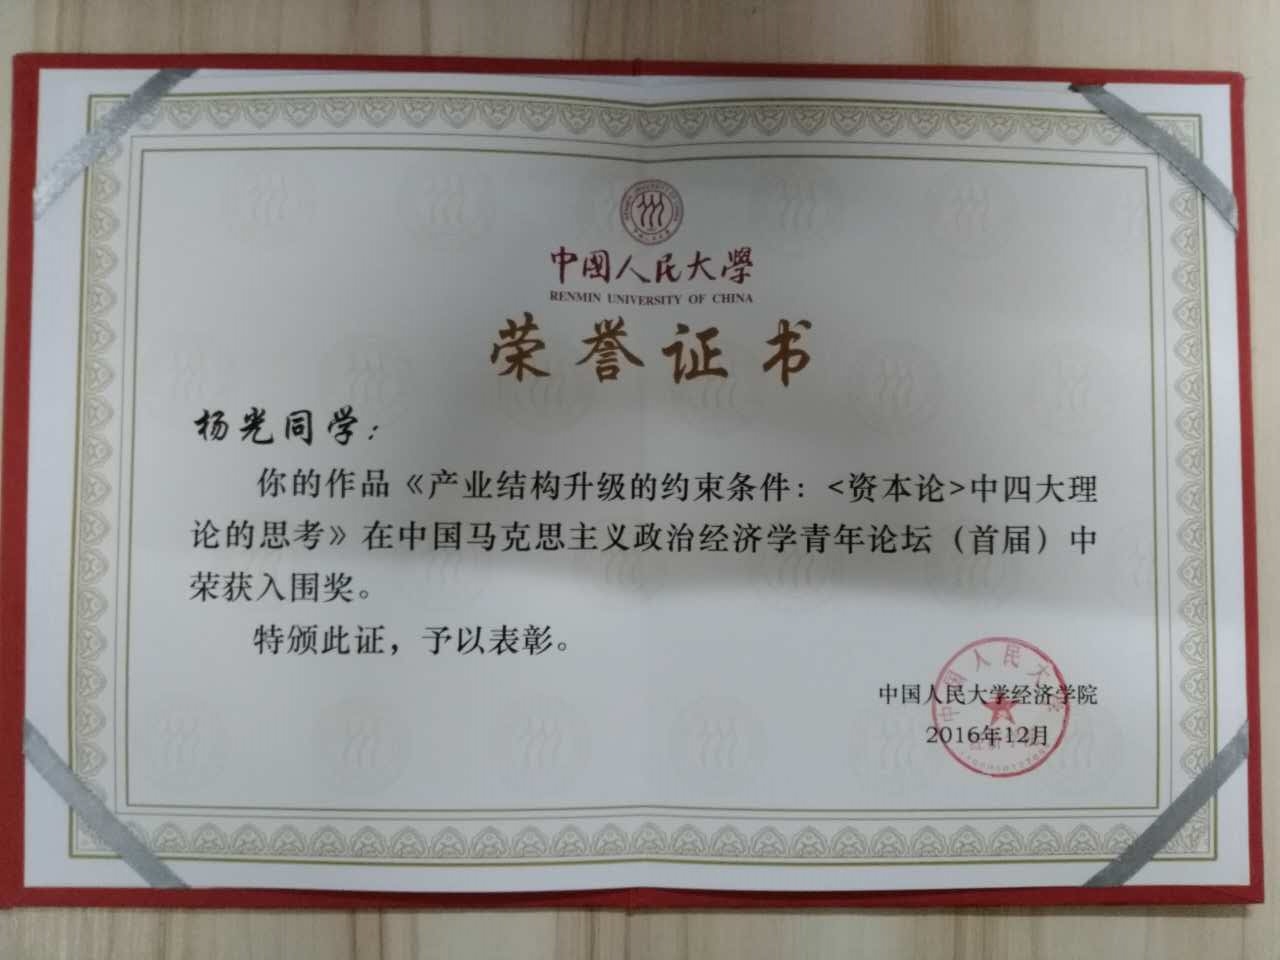 中国人民大学
RENMIN UNIVERSITY OF CHINA
荣誉证书
杨光同学：
你的作品《产业结构升级的约束条件：<资本论>中四大理
论的思考》在中国马克思主义政治经济学青年论坛（首届）中
荣获入围奖。
特颁此证，予以表彰。
中国人民大学经济学院
2016年12月